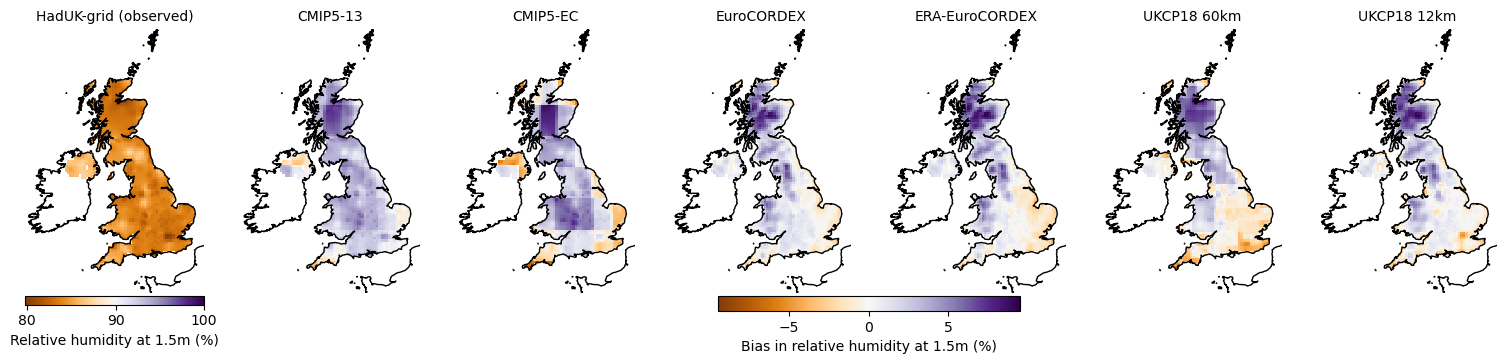 HadUK-grid (observed)
CMIP5-13
CMIP5-EC
EuroCORDEX
ERA-EuroCORDEX
UKCP18 60km
UKCP18 12km
80 90 100
Relative humidity at 1.5m (%)
−5 0 5
Bias in relative humidity at 1.5m (%)